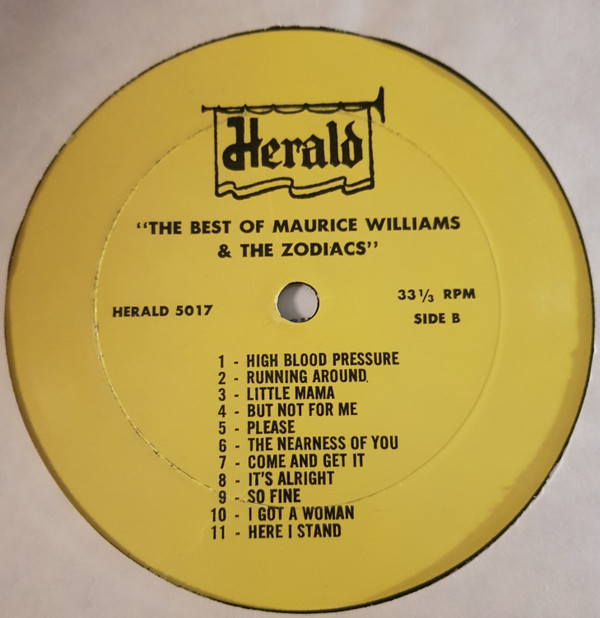 Herald
"THE BEST OF MAURICE WILLIAMS
& THE ZODIACS"
HERALD 5017
33 1/3 RPM
SIDE B
1 - HIGH BLOOD PRESSURE
2 - RUNNING AROUND
3 - LITTLE MAMA
4 - BUT NOT FOR ME
5 - PLEASE
6 - THE NEARNESS OF YOU
7 - COME AND GET IT
8 - IT'S ALRIGHT
9 - SO FINE
10 - I GOT A WOMAN
11 - HERE I STAND